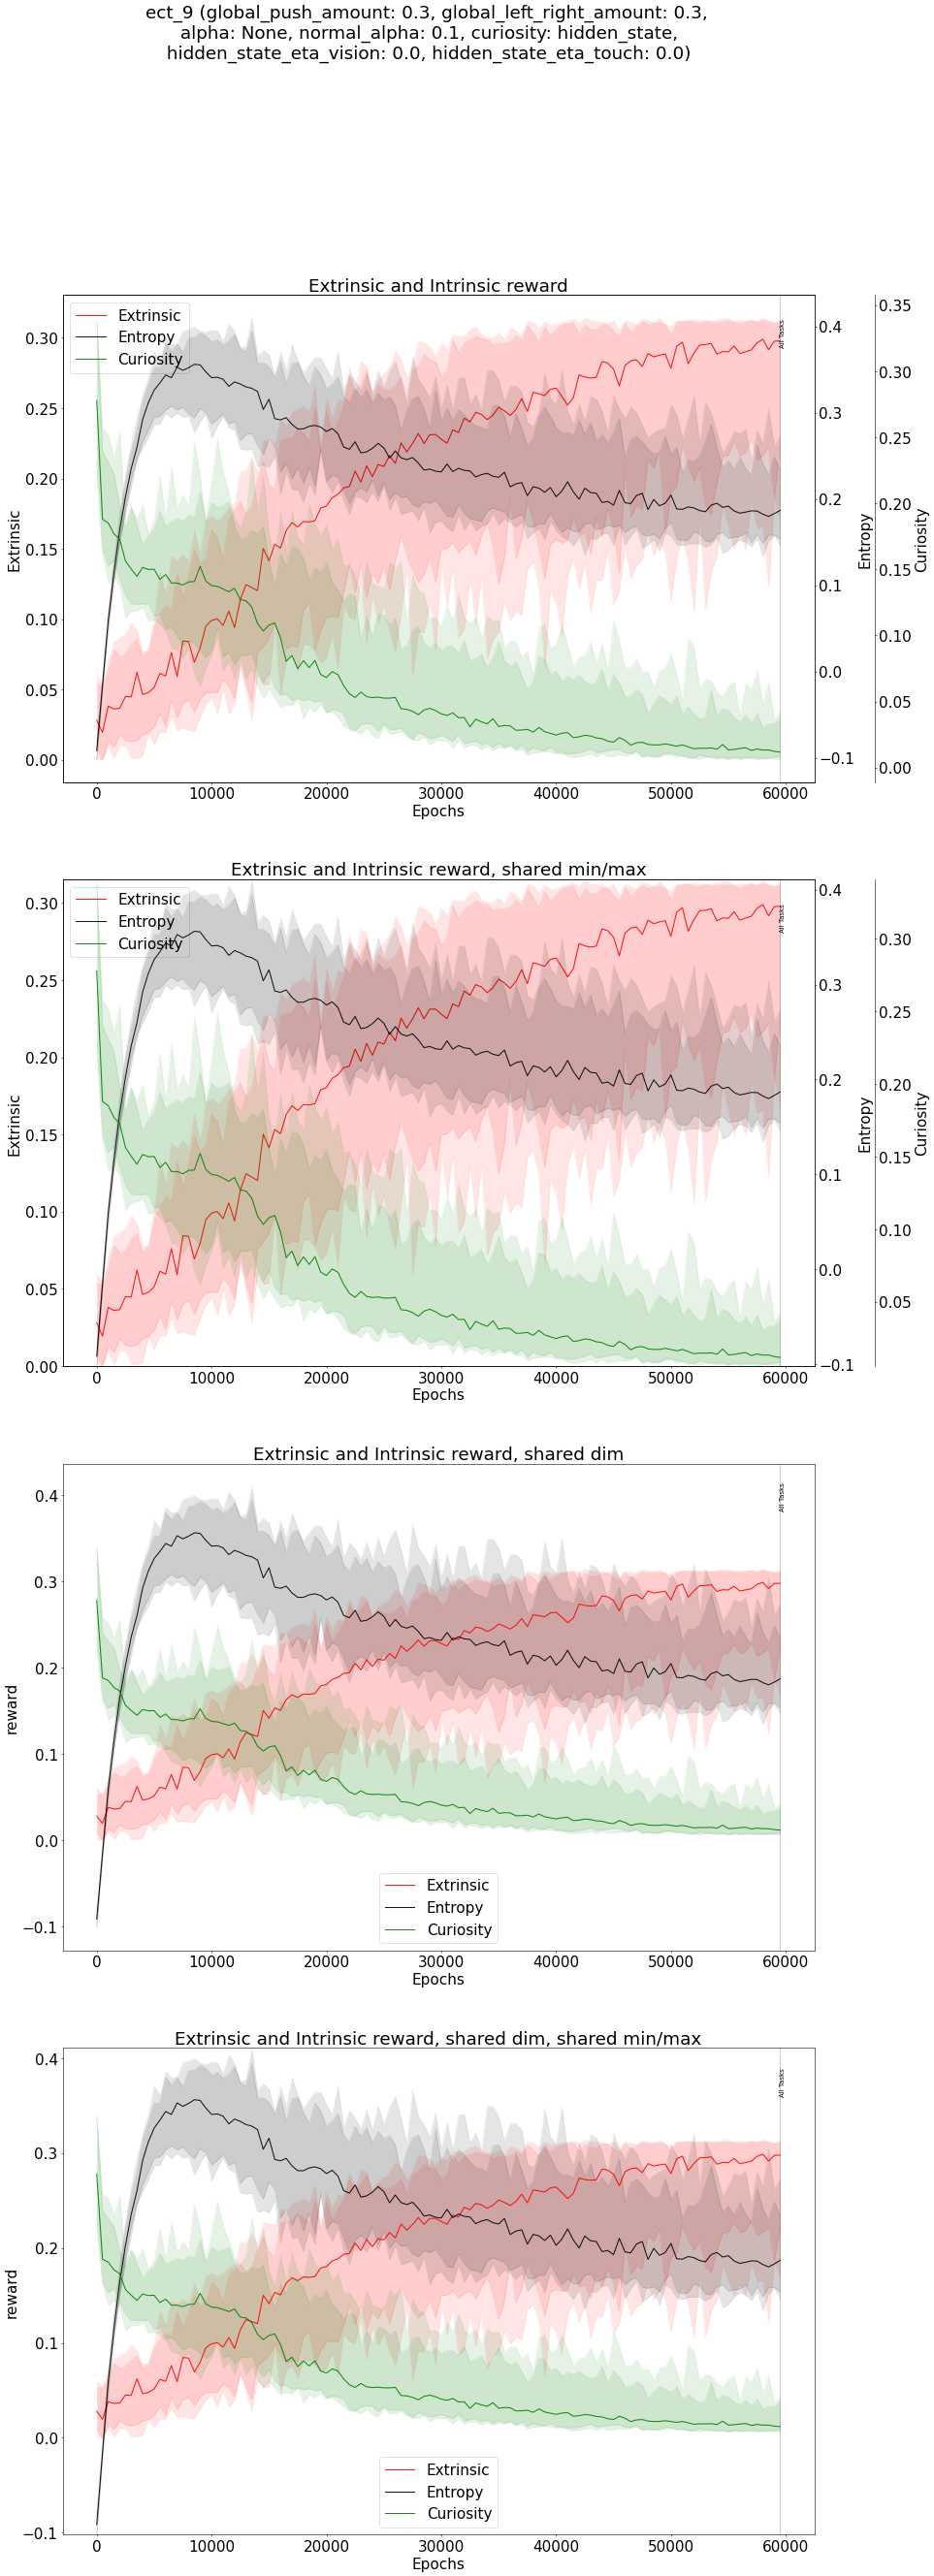 ect_9 (global_push_amount: 0.3, global_left_right_amount: 0.3,
alpha: None, normal_alpha: 0.1, curiosity: hidden_state,
hidden_state_eta_vision: 0.0, hidden_state_eta_touch: 0.0)
Extrinsic and Intrinsic reward
Extrinsic
Entropy
Curiosity
All Tasks
0.30
0.25
0.20
0.15
0.10
0.05
0.00
Extrinsic
0.4
0.3
0.2
0.1
0.0
−0.1
Entropy
0.35
0.30
0.25
0.20
0.15
0.10
0.05
0.00
Curiosity
0 10000 20000 30000 40000 50000 60000
Epochs
Extrinsic and Intrinsic reward, shared min/max
Extrinsic
Entropy
Curiosity
All Tasks
0.30
0.25
0.20
0.15
0.10
0.05
0.00
Extrinsic
0.4
0.3
0.2
0.1
0.0
−0.1
Entropy
0.30
0.25
0.20
0.15
0.10
0.05
Curiosity
0 10000 20000 30000 40000 50000 60000
Epochs
Extrinsic and Intrinsic reward, shared dim
All Tasks
0.4
0.3
0.2
0.1
0.0
−0.1
reward
Extrinsic
Entropy
Curiosity
0 10000 20000 30000 40000 50000 60000
Epochs
Extrinsic and Intrinsic reward, shared dim, shared min/max
All Tasks
0.4
0.3
0.2
0.1
0.0
−0.1
reward
Extrinsic
Entropy
Curiosity
0 10000 20000 30000 40000 50000 60000
Epochs